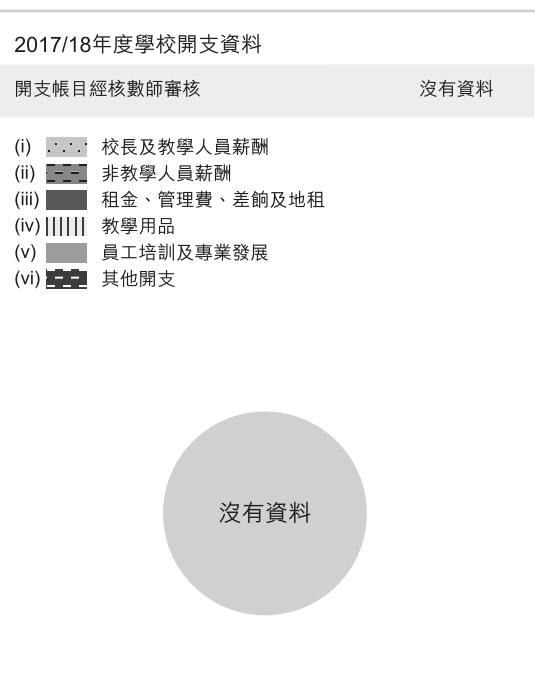 2017/18年度學校開支資料
開支帳目經核數師審核 沒有資料
(i) 校長及教學人員薪酬
(ii) 非教學人員薪酬
(iii) 租金、管理費、差餉及地租
(iv) 教學用品
(v) 員工培訓及專業發展
(vi) 其他開支
沒有資料